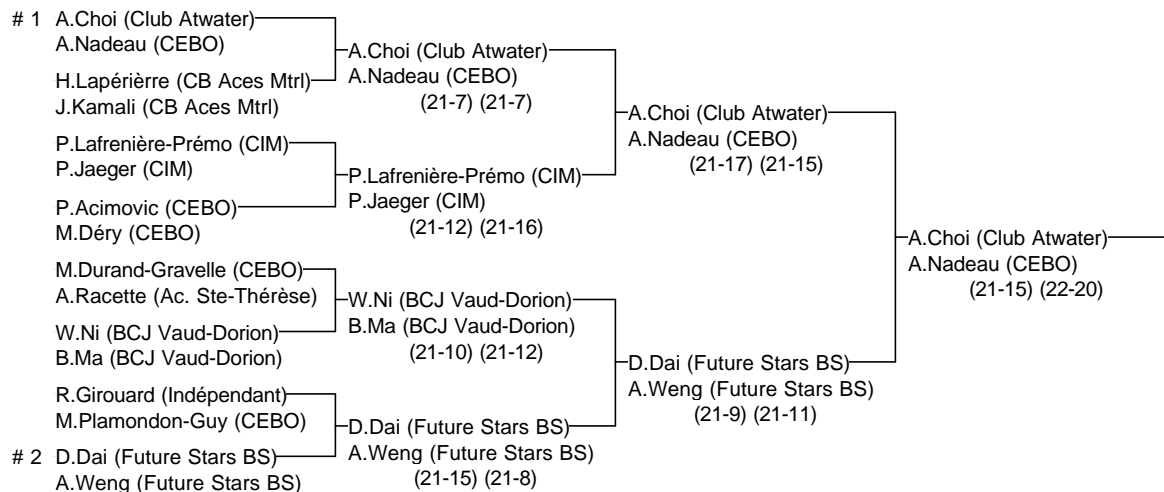 # 1 A.Choi (Club Atwater)
A.Nadeau (CEBO)
H.Lapérièrre (CB Aces Mtrl)
J.Kamali (CB Aces Mtrl)
P.Lafrenière-Prémo (CIM)
P.Jaeger (CIM)
P.Acimovic (CEBO)
M.Déry (CEBO)
M.Durand-Gravelle (CEBO)
A.Racette (Ac. Ste-Thérèse)
W.Ni (BCJ Vaud-Dorion)
B.Ma (BCJ Vaud-Dorion)
R.Girouard (Indépendant)
M.Plamondon-Guy (CEBO)
# 2 D.Dai (Future Stars BS)
A.Weng (Future Stars BS)
A.Choi (Club Atwater)
A.Nadeau (CEBO)
(21-7) (21-7)
P.Lafrenière-Prémo (CIM)
P.Jaeger (CIM)
(21-12) (21-16)
W.Ni (BCJ Vaud-Dorion)
B.Ma (BCJ Vaud-Dorion)
(21-10) (21-12)
D.Dai (Future Stars BS)
A.Weng (Future Stars BS)
(21-15) (21-8)
A.Choi (Club Atwater)
A.Nadeau (CEBO)
(21-17) (21-15)
D.Dai (Future Stars BS)
A.Weng (Future Stars BS)
(21-9) (21-11)
A.Choi (Club Atwater)
A.Nadeau (CEBO)
(21-15) (22-20)